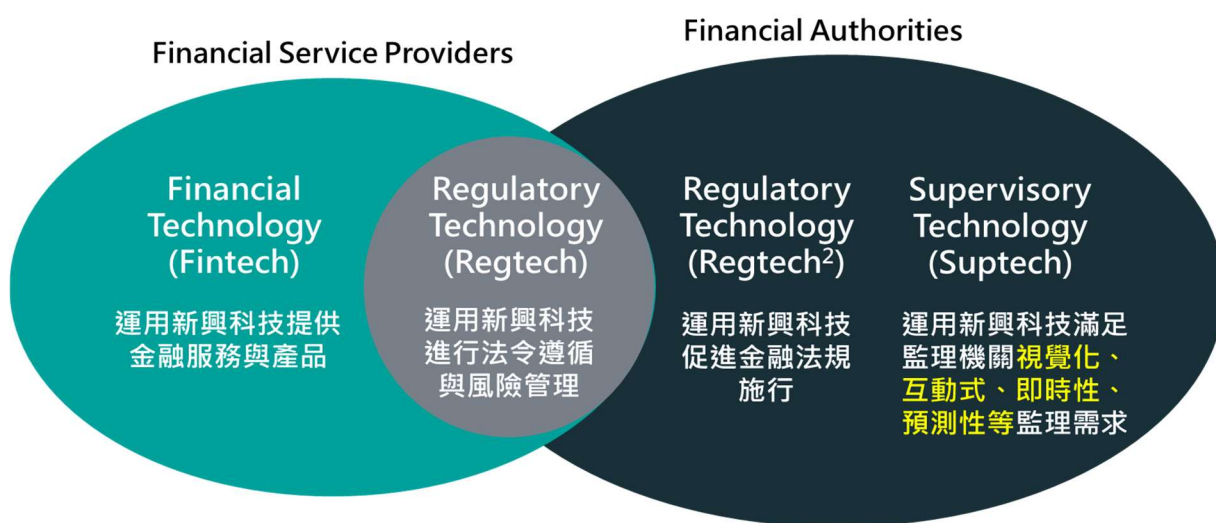 Financial Service Providers
Financial Authorities
Financial
Technology
(Fintech)
運用新興科技提供
金融服務與產品
Regulatory
Technology
(Regtech)
運用新興科技
進行法令遵循
與風險管理
Regulatory
Technology
(Regtech²)
運用新興科技
促進金融法規
施行
Supervisory
Technology
(Suptech)
運用新興科技滿足
監理機關視覺化、
互動式、即時性、
預測性等監理需求